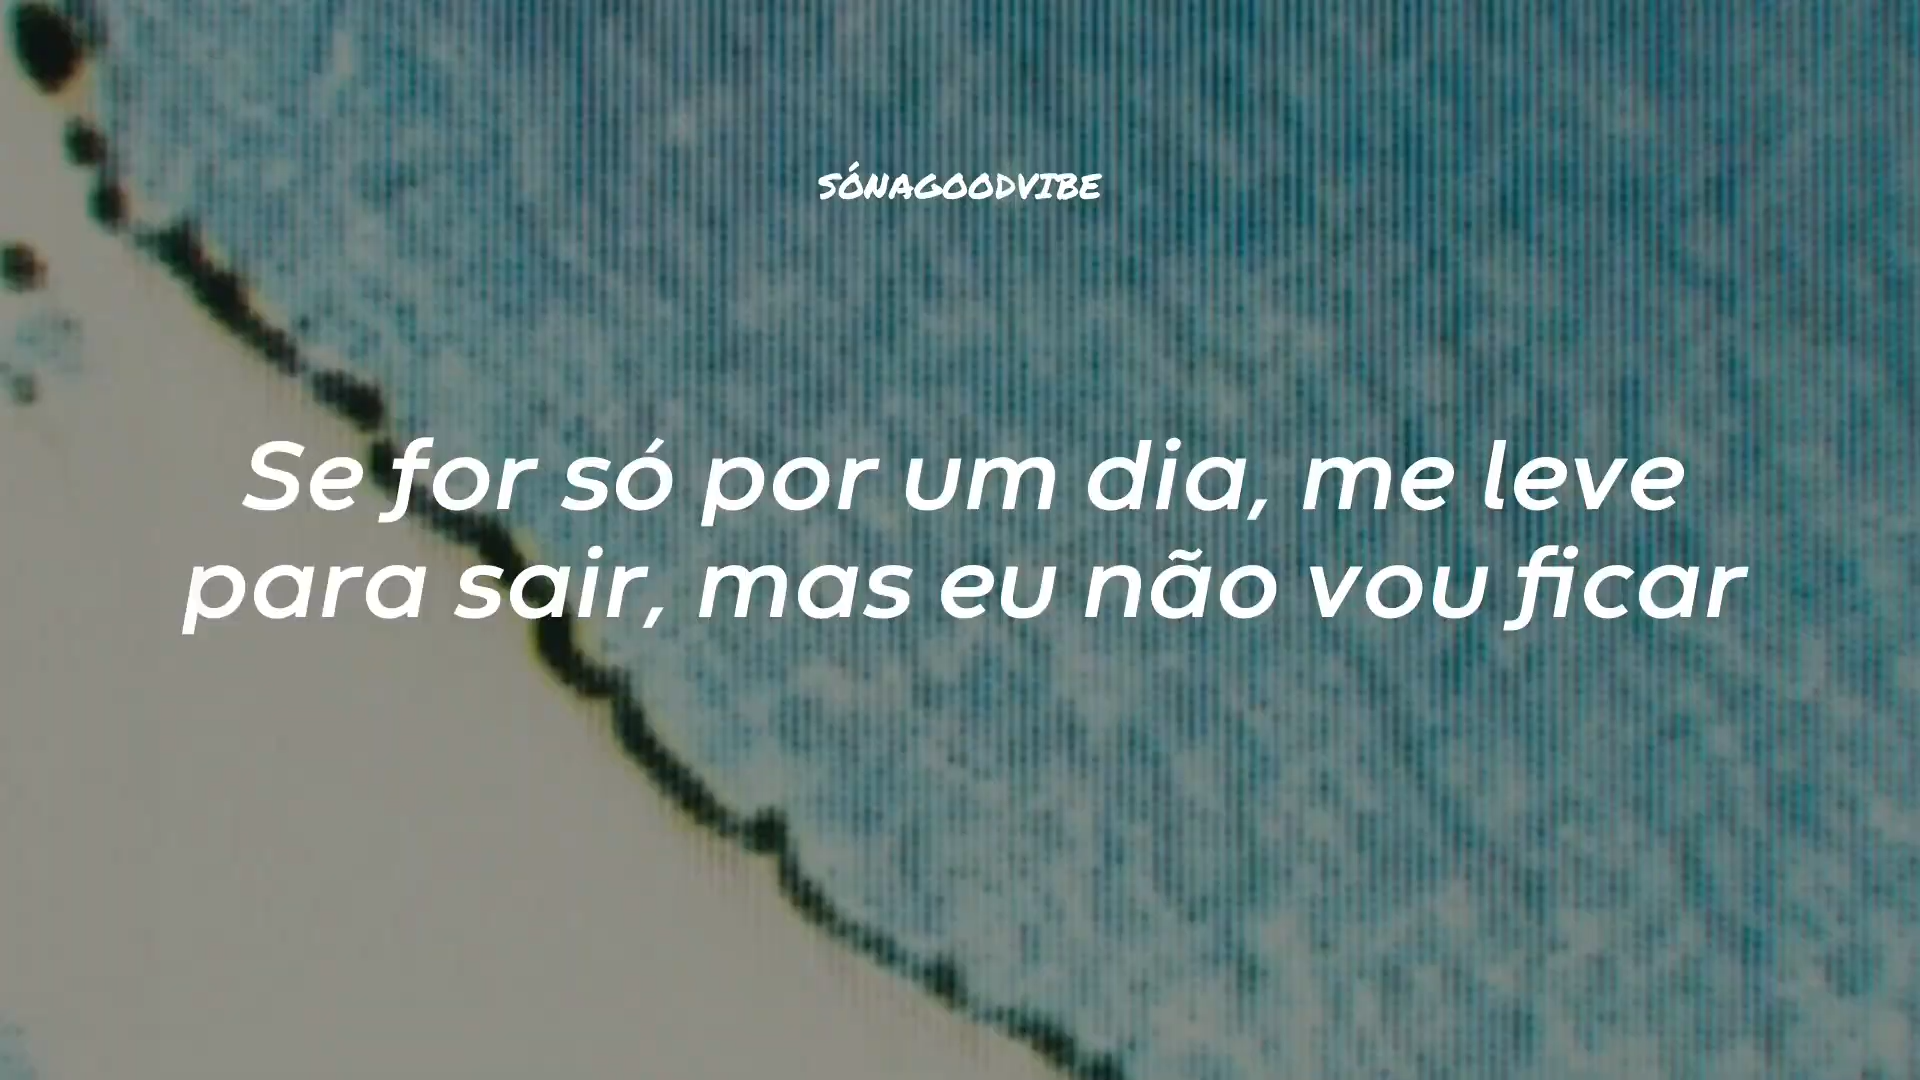 SÓNAGOODVIBE
Se for só por um dia, me leve
para sair, mas eu não vou ficar